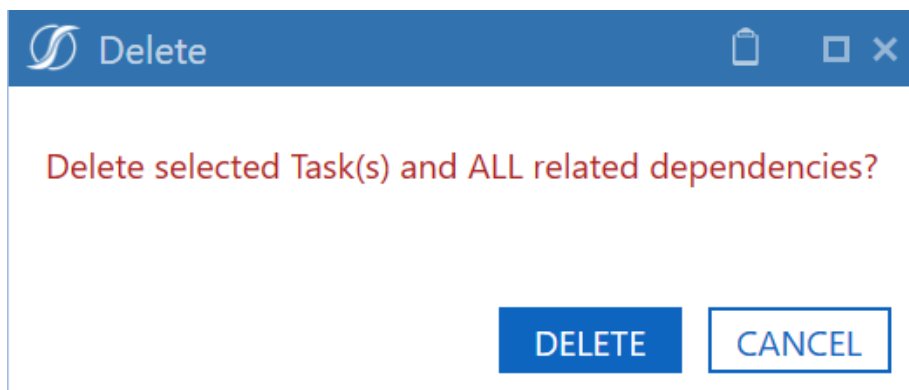 Delete
Delete selected Task(s) and ALL related dependencies?
DELETE
CANCEL